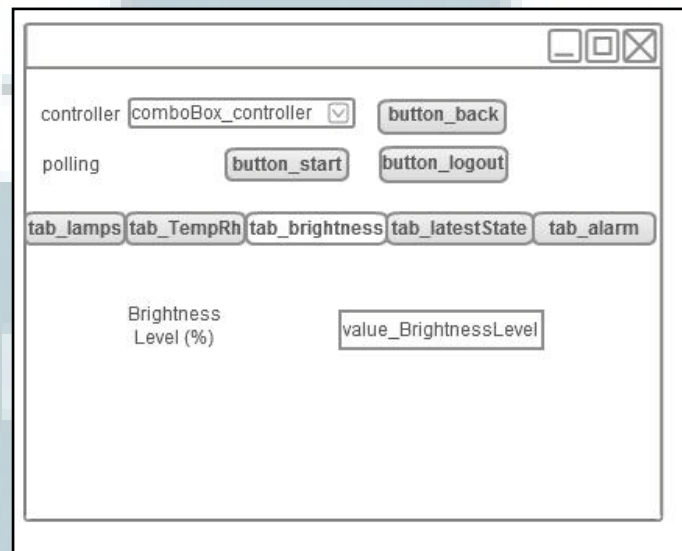 controller comboBox_controller button_back
polling button_start button_logout
tab_lamps tab_TempRh tab_brightness tab_latestState tab_alarm
Brightness
Level (%)
value_BrightnessLevel